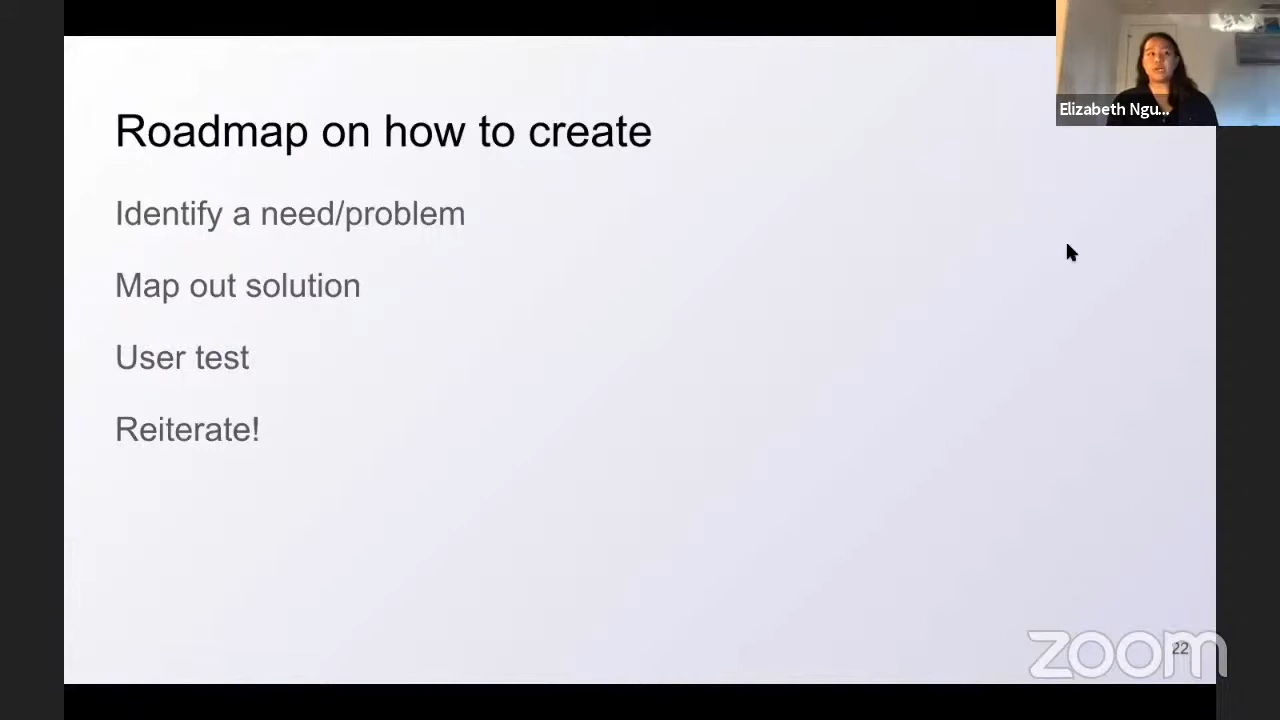 Elizabeth Ngu...
Roadmap on how to create
Identify a need/problem
Map out solution
User test
Reiterate!
22
zoom